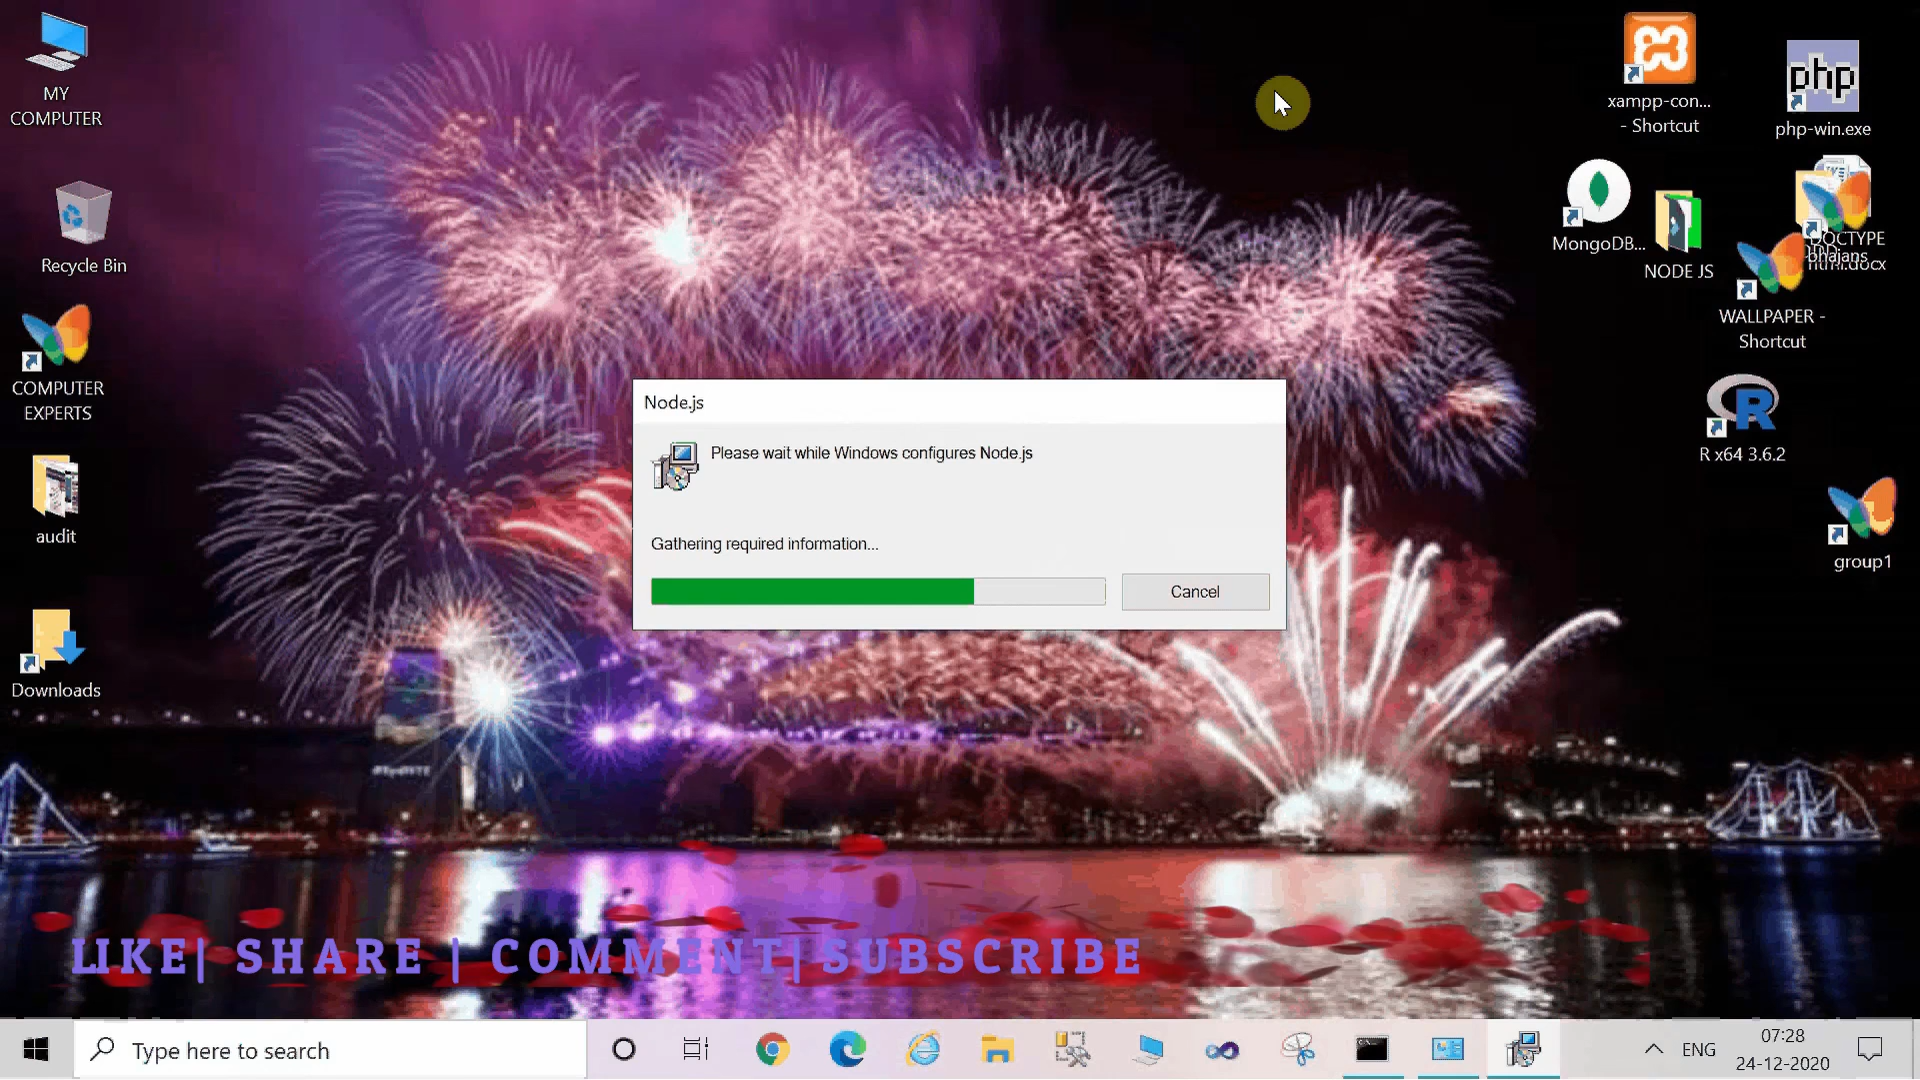 MY
COMPUTER
Recycle Bin
COMPUTER
EXPERTS
audit
Downloads
xampp-con...
- Shortcut
php
php-win.exe
MongoDB...
NODE JS
DOCTYPE
bhajans
html.docx
WALLPAPER -
Shortcut
R x64 3.6.2
group1
Node.js
Please wait while Windows configures Node.js
Gathering required information...
Cancel
LIKE| SHARE | COMMENT| SUBSCRIBE
Type here to search
ENG
07:28
24-12-2020